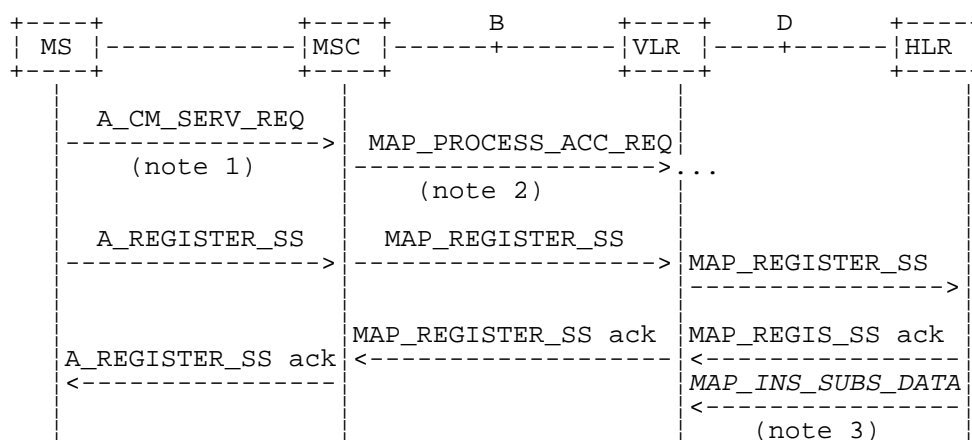 B D
MS MSC VLR HLR
A_CM_SERV_REQ
MAP_PROCESS_ACC_REQ
(note 1) ...
(note 2)
A_REGISTER_SS MAP_REGISTER_SS
MAP_REGISTER_SS
MAP_REGISTER_SS ack MAP_REGIS_SS ack
A_REGISTER_SS ack
MAP_INS_SUBS_DATA
(note 3)